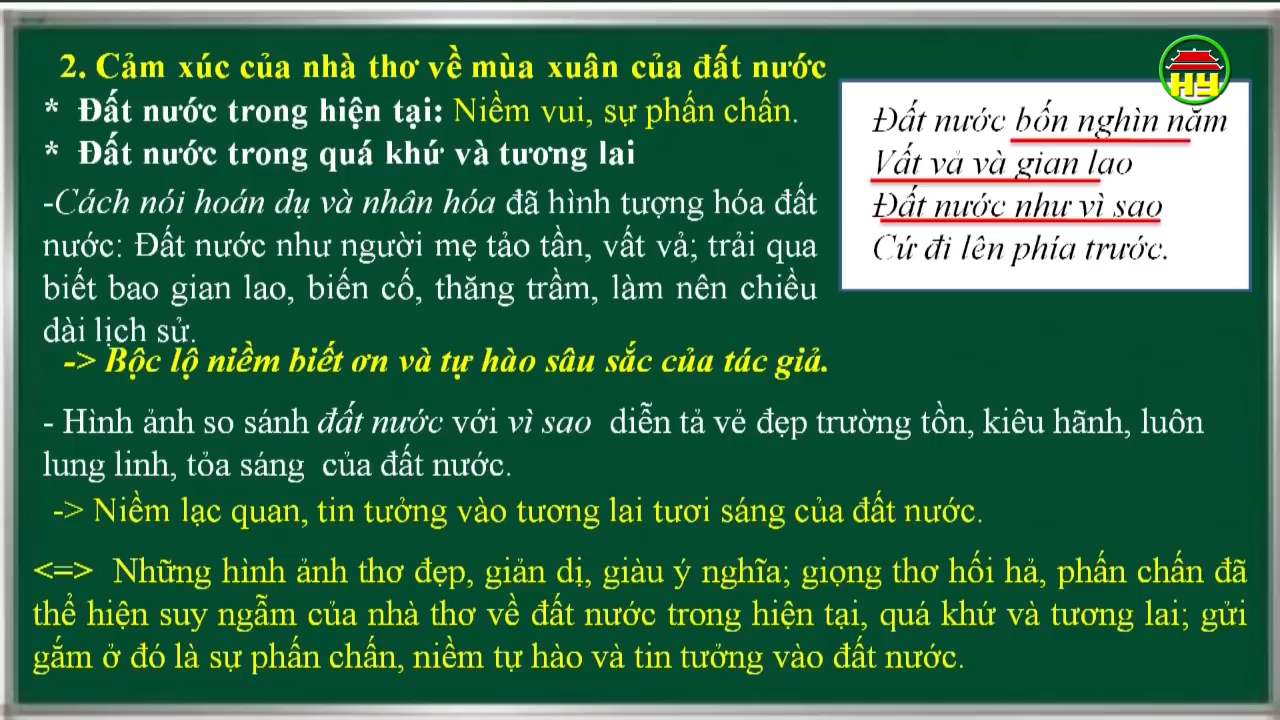 2. Cảm xúc của nhà thơ về mùa xuân của đất nước
* Đất nước trong hiện tại: Niềm vui, sự phấn chấn.
* Đất nước trong quá khứ và tương lai
-Cách nói hoán dụ và nhân hóa đã hình tượng hóa đất
nước: Đất nước như người mẹ tảo tần, vất vả; trải qua
biết bao gian lao, biến cố, thăng trầm, làm nên chiều
dài lịch sử.
-> Bộc lộ niềm biết ơn và tự hào sâu sắc của tác giả.
HY
Đất nước bốn nghìn năm
Vất vả và gian lao
Đất nước như vì sao
Cứ đi lên phía trước.
- Hình ảnh so sánh đất nước với vì sao diễn tả vẻ đẹp trường tồn, kiêu hãnh, luôn
lung linh, tỏa sáng của đất nước.
-> Niềm lạc quan, tin tưởng vào tương lai tươi sáng của đất nước.
<=> Những hình ảnh thơ đẹp, giản dị, giàu ý nghĩa; giọng thơ hối hả, phấn chấn đã
thể hiện suy ngẫm của nhà thơ về đất nước trong hiện tại, quá khứ và tương lai; gửi
gắm ở đó là sự phấn chấn, niềm tự hào và tin tưởng vào đất nước.